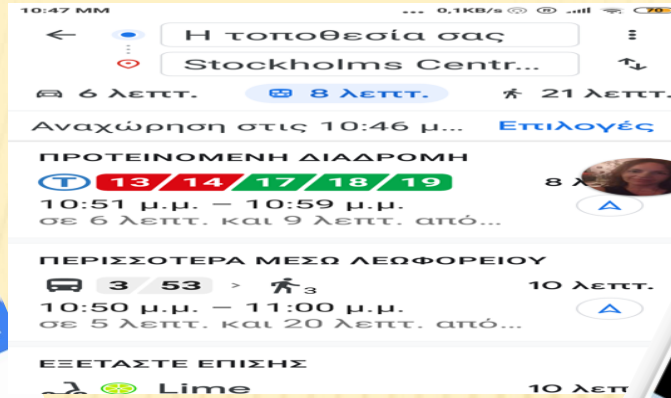 10:47 ΜΜ ... 0,1KB/s 70
Η τοποθεσία σας
Stockholms Centr...
6 λεπτ. 8 λεπτ. 21 λεπτ.
Αναχώρηση στις 10:46 μ... Επιλογές
ΠΡΟΤΕΙΝΟΜΕΝΗ ΔΙΑΔΡΟΜΗ
T 13 / 14 / 17 / 18 / 19 8 λ
10:51 μ.μ. – 10:59 μ.μ.
σε 6 λεπτ. και 9 λεπτ. από...
ΠΕΡΙΣΣΟΤΕΡΑ ΜΕΣΩ ΛΕΩΦΟΡΕΙΟΥ
3 / 53 > 3 10 λεπτ.
10:50 μ.μ. – 11:00 μ.μ.
σε 5 λεπτ. και 20 λεπτ. από...
ΕΞΕΤΑΣΤΕ ΕΠΙΣΗΣ
Lime 10 λεπ